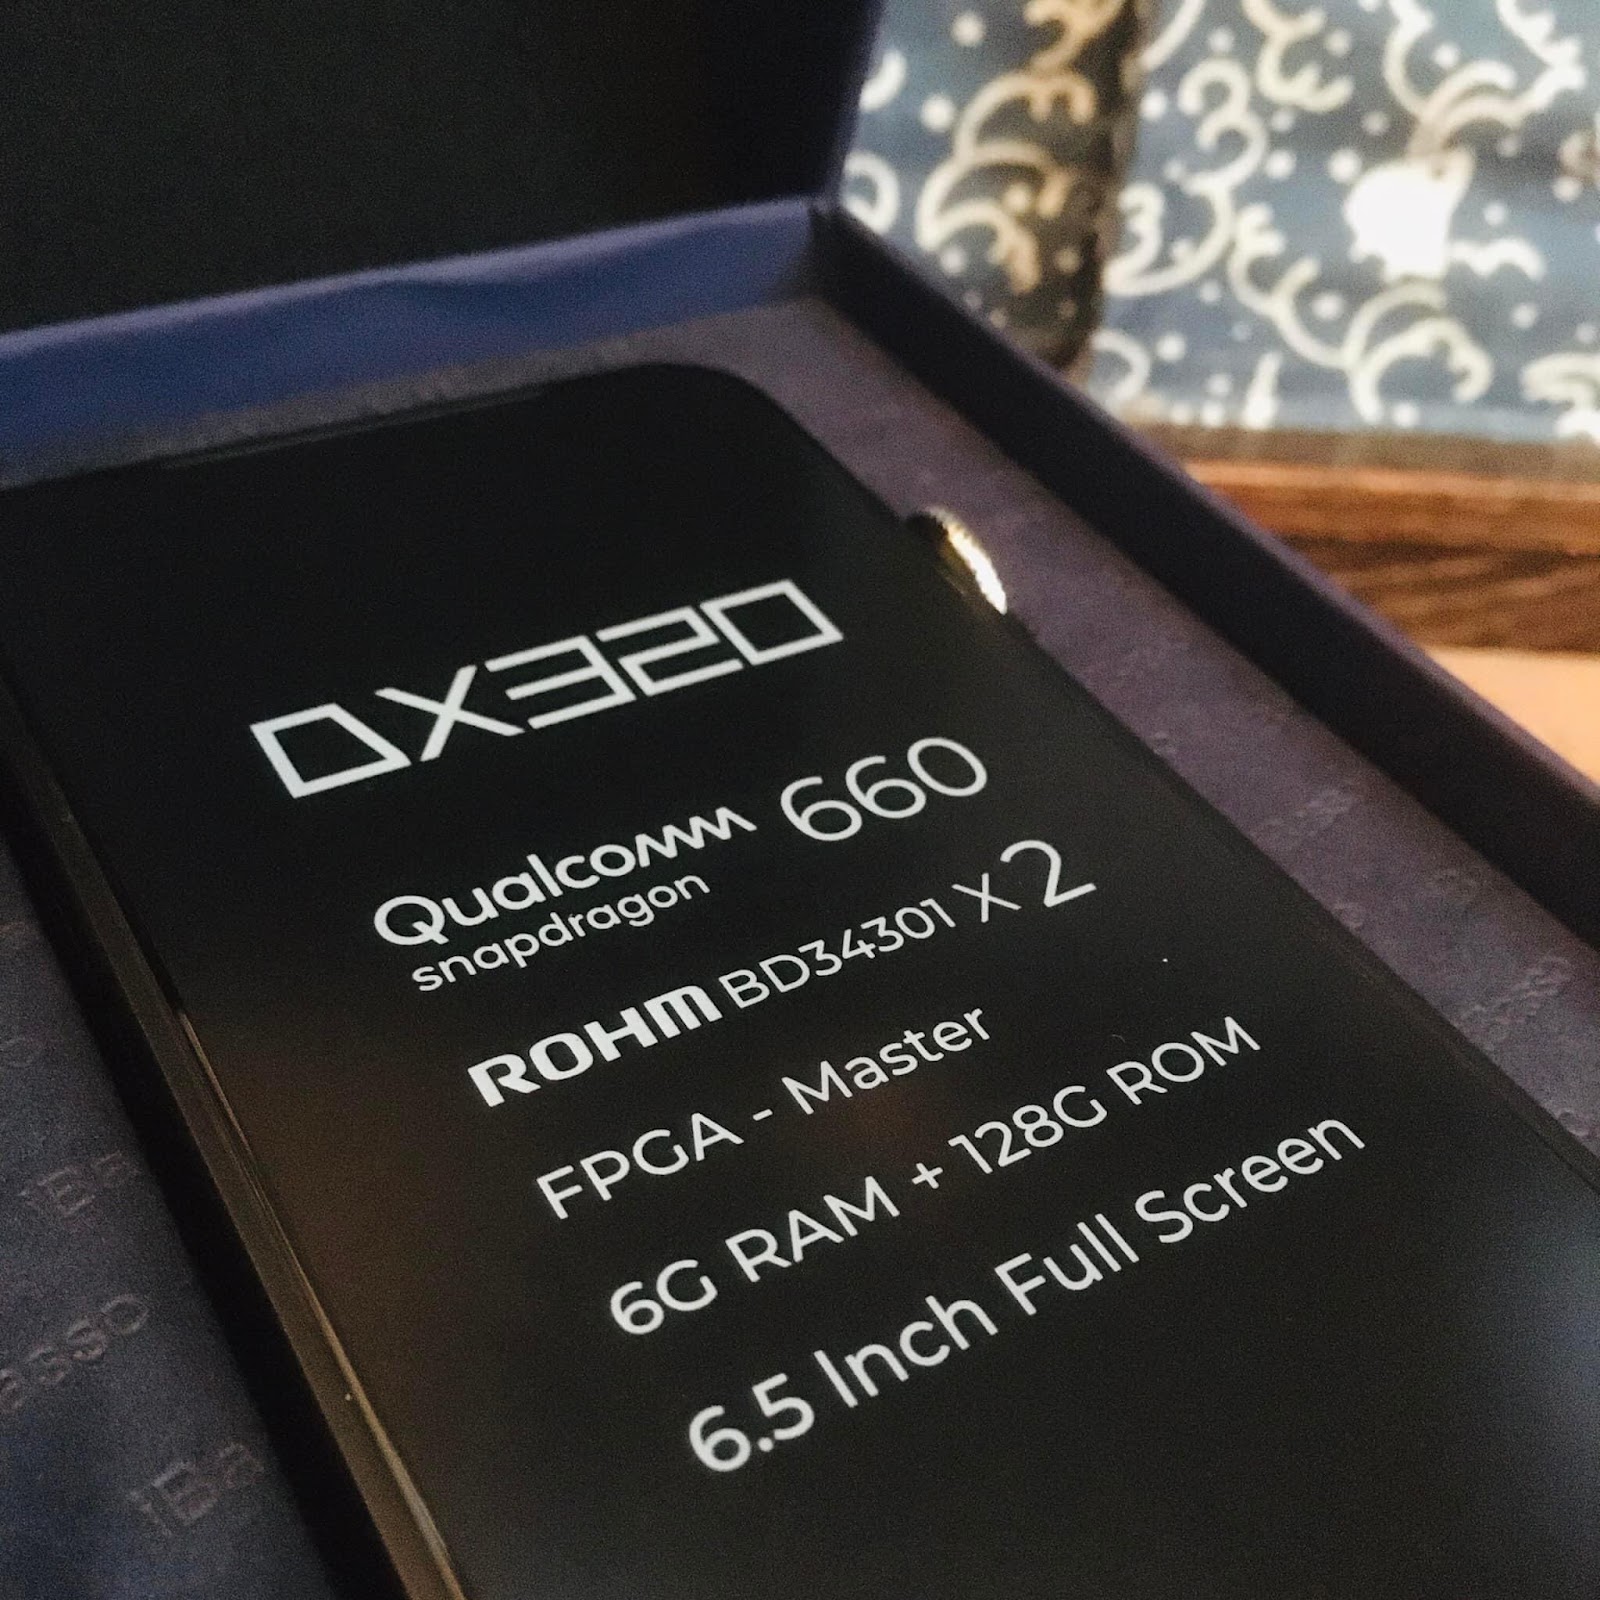 DX320
Qualcomm 660
snapdragon
ROHM BD34301 X 2
FPGA - Master
6G RAM + 128G ROM
6.5 Inch Full Screen